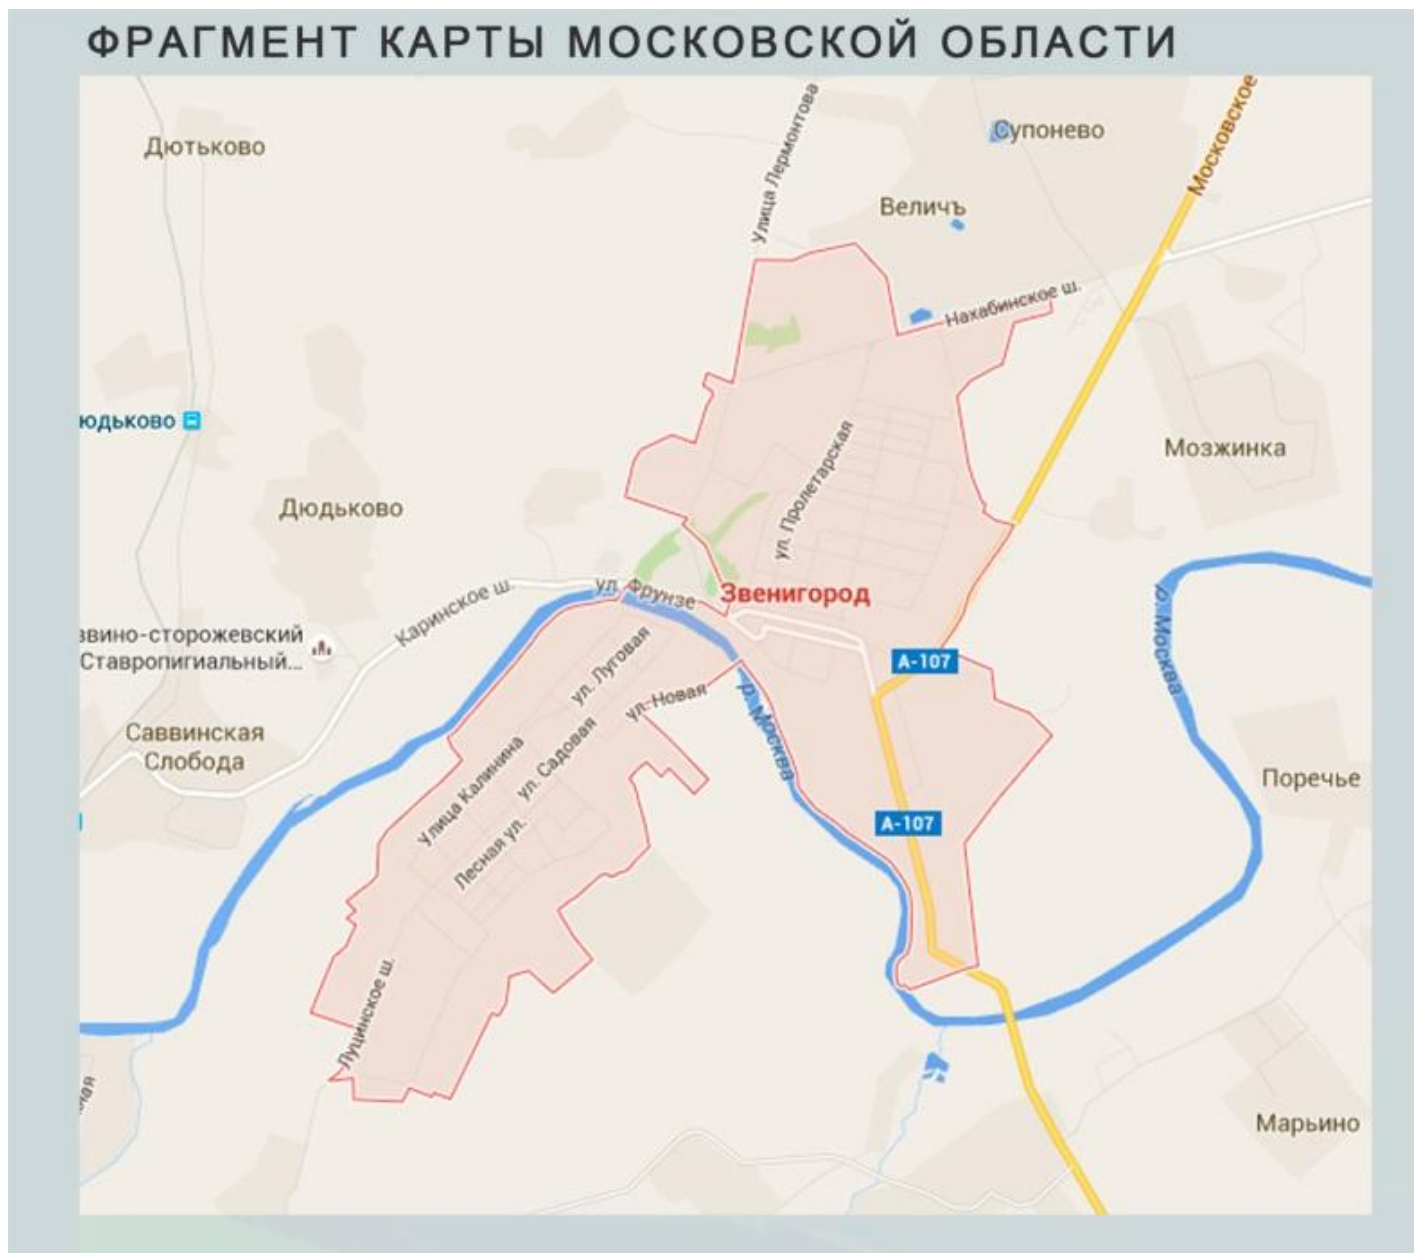 ФРАГМЕНТ КАРТЫ МОСКОВСКОЙ ОБЛАСТИ
Дютьково
Улица Лермонтова
Супонево
Московское
Величъ
Нахабинское ш.
юдьково
Мозжинка
ул. Пролетарская
Дюдьково
Каринское ш.
ул. Фрунзе
Звенигород
р. Москва
звино-сторожевский
Ставропигиальный...
ул. Луговая
А-107
ул. Новая
р. Москва
Саввинская
Слобода
Улица Калинина
ул. Садовая
Поречье
Лесная ул.
А-107
Луцинское ш.
Марьино